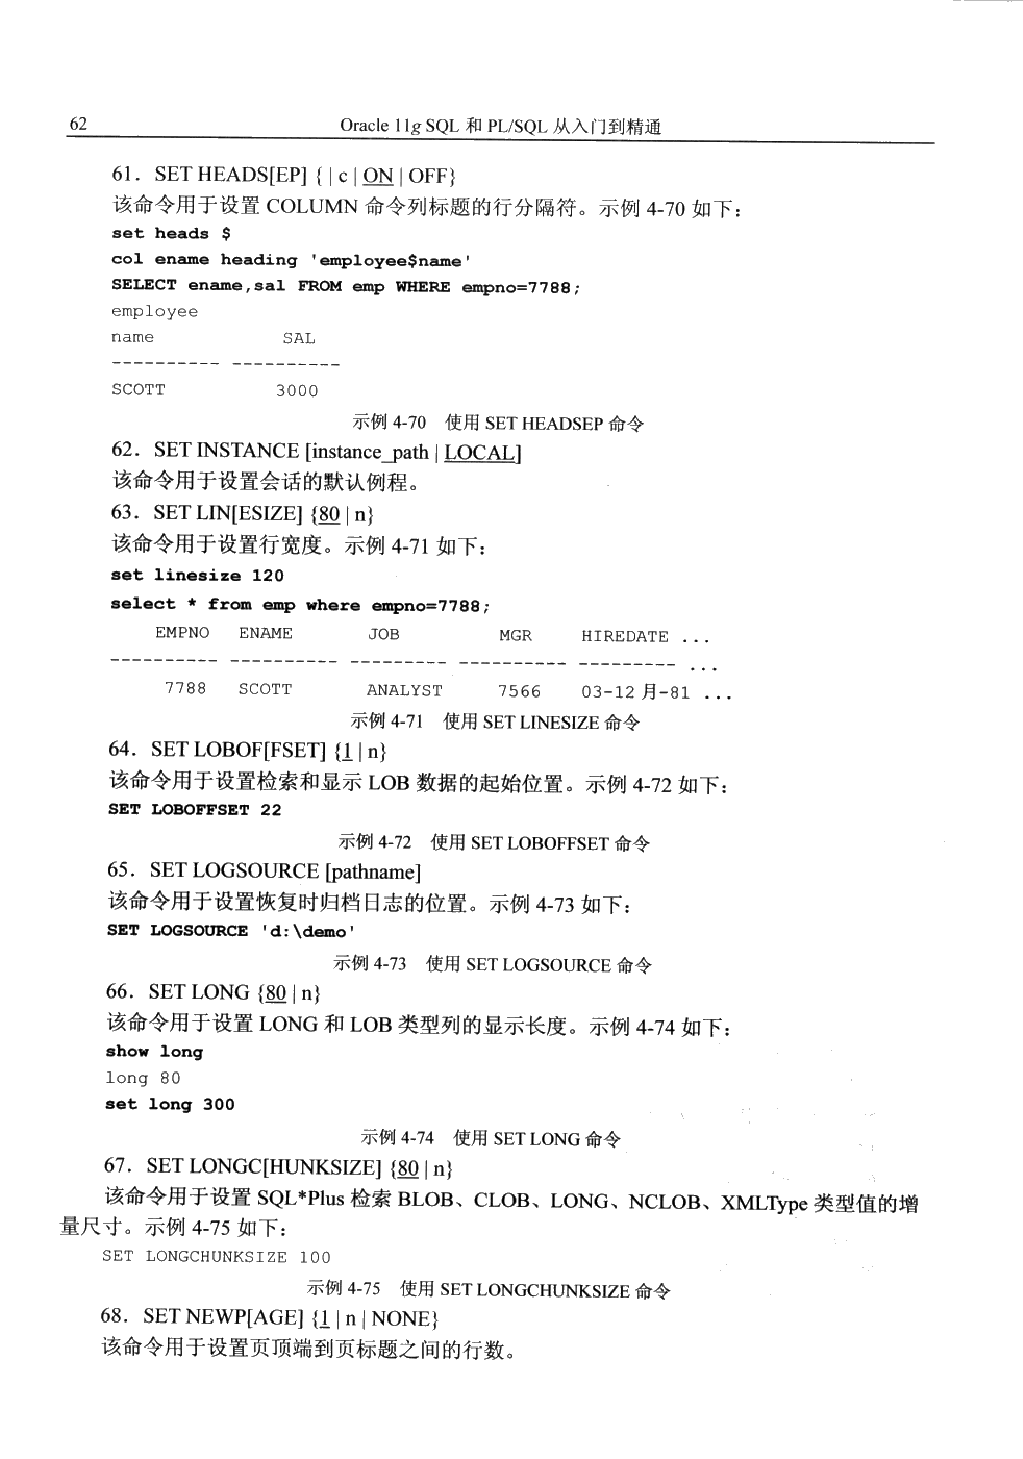 62
Oracle 11g SQL 和 PL/SQL 从入门到精通
61．SET HEADS[EP] { | c | ON | OFF}
该命令用于设置 COLUMN 命令列标题的行分隔符。示例 4-70 如下：
set heads $
col ename heading 'employee$name'
SELECT ename,sal FROM emp WHERE empno=7788;
employee
name SAL
---------- ----------
SCOTT 3000
示例 4-70 使用 SET HEADSEP 命令
62．SET INSTANCE [instance_path | LOCAL]
该命令用于设置会话的默认例程。
63．SET LIN[ESIZE] {80 | n}
该命令用于设置行宽度。示例 4-71 如下：
set linesize 120
select * from emp where empno=7788;
EMPNO ENAME JOB MGR HIREDATE ...
---------- ---------- --------- ---------- --------- ...
7788 SCOTT ANALYST 7566 03-12 月-81 ...
示例 4-71 使用 SET LINESIZE 命令
64．SET LOBOF[FSET] {1 | n}
该命令用于设置检索和显示 LOB 数据的起始位置。示例 4-72 如下：
SET LOBOFFSET 22
示例 4-72 使用 SET LOBOFFSET 命令
65．SET LOGSOURCE [pathname]
该命令用于设置恢复时归档日志的位置。示例 4-73 如下：
SET LOGSOURCE 'd:\demo'
示例 4-73 使用 SET LOGSOURCE 命令
66．SET LONG {80 | n}
该命令用于设置 LONG 和 LOB 类型列的显示长度。示例 4-74 如下：
show long
long 80
set long 300
示例 4-74 使用 SET LONG 命令
67．SET LONGC[HUNKSIZE] {80 | n}
该命令用于设置 SQL*Plus 检索 BLOB、CLOB、LONG、NCLOB、XMLType 类型值的增
量尺寸。示例 4-75 如下：
SET LONGCHUNKSIZE 100
示例 4-75 使用 SET LONGCHUNKSIZE 命令
68．SET NEWP[AGE] {1 | n | NONE}
该命令用于设置页顶端到页标题之间的行数。